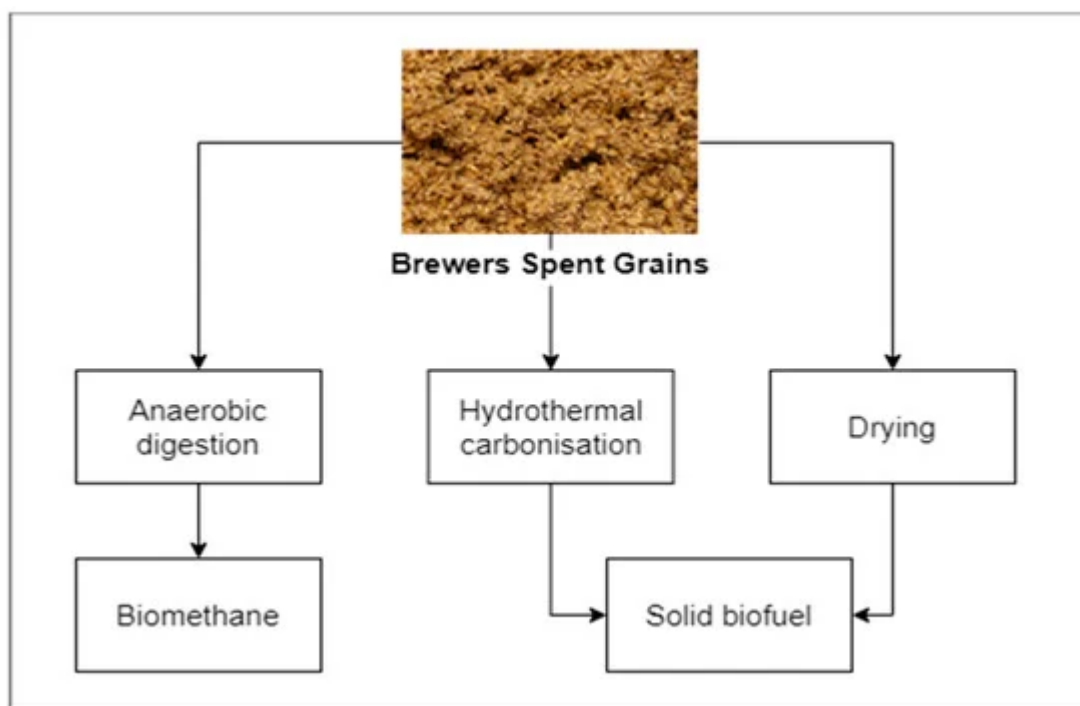 Brewers Spent Grains
Anaerobic
digestion
Hydrothermal
carbonisation
Drying
Biomethane
Solid biofuel